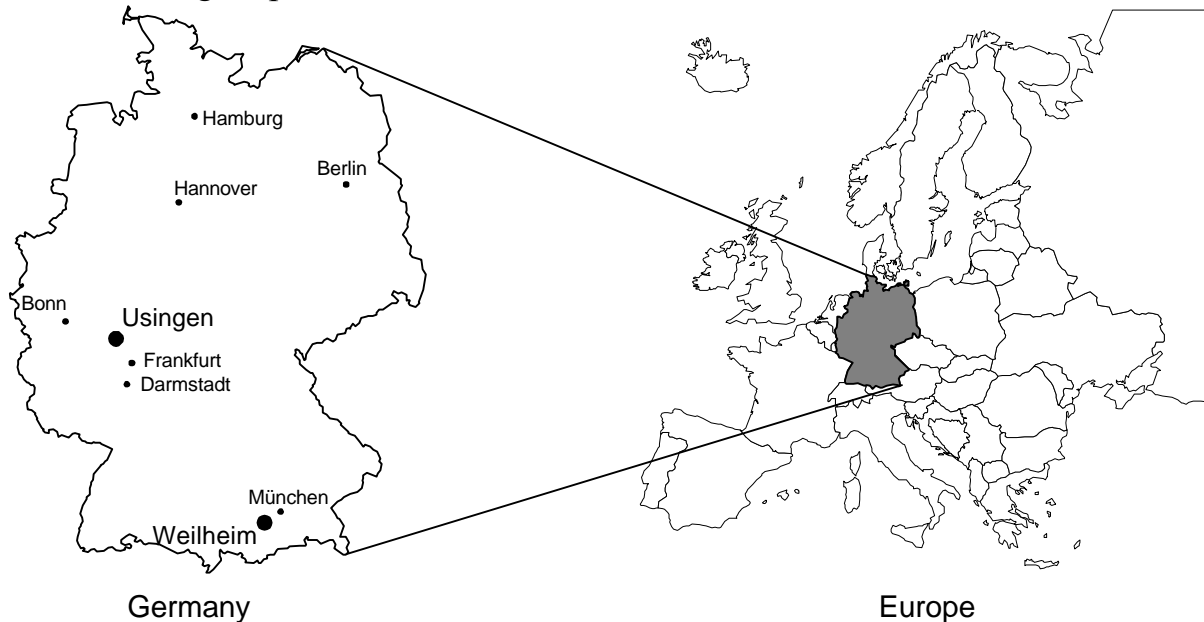 Hamburg
Berlin
Hannover
Bonn
Usingen
Frankfurt
Darmstadt
München
Weilheim
Germany
Europe